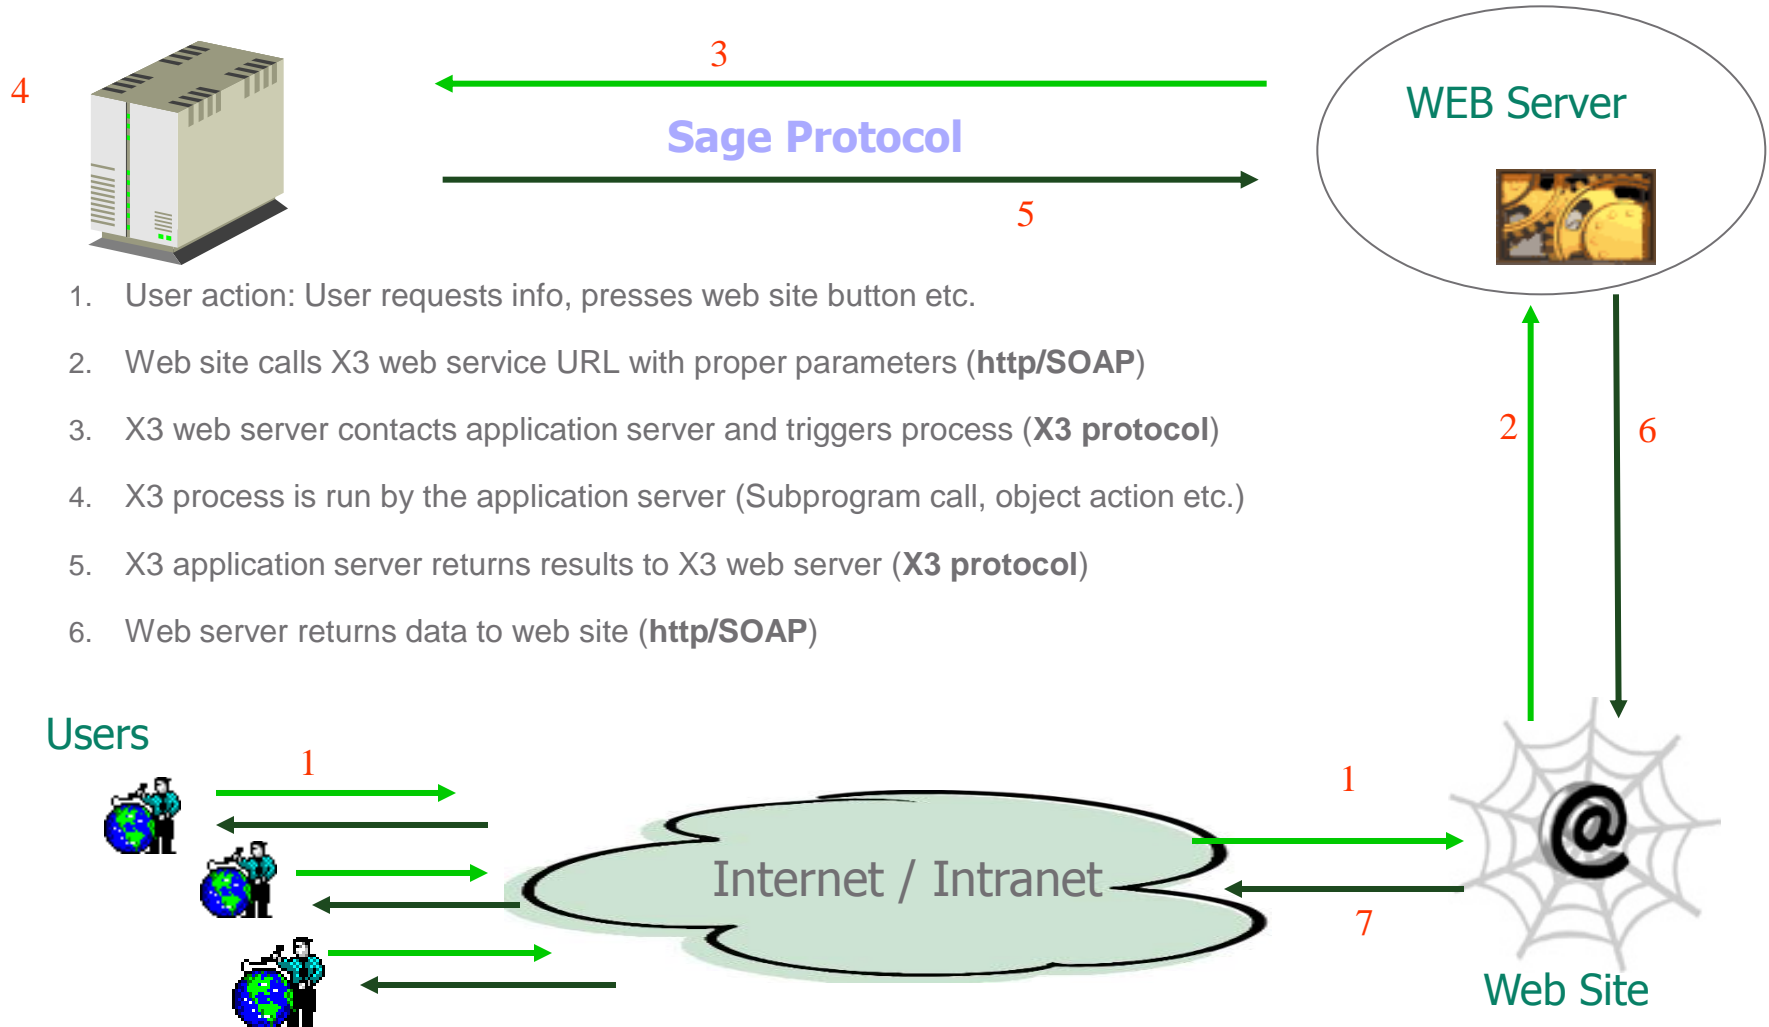 3
4
WEB Server
Sage Protocol
5
1. User action: User requests info, presses web site button etc.
2. Web site calls X3 web service URL with proper parameters (http/SOAP)
3. X3 web server contacts application server and triggers process (X3 protocol)
2
6
4. X3 process is run by the application server (Subprogram call, object action etc.)
5. X3 application server returns results to X3 web server (X3 protocol)
6. Web server returns data to web site (http/SOAP)
Users
1
1
@
Internet / Intranet
7
Web Site